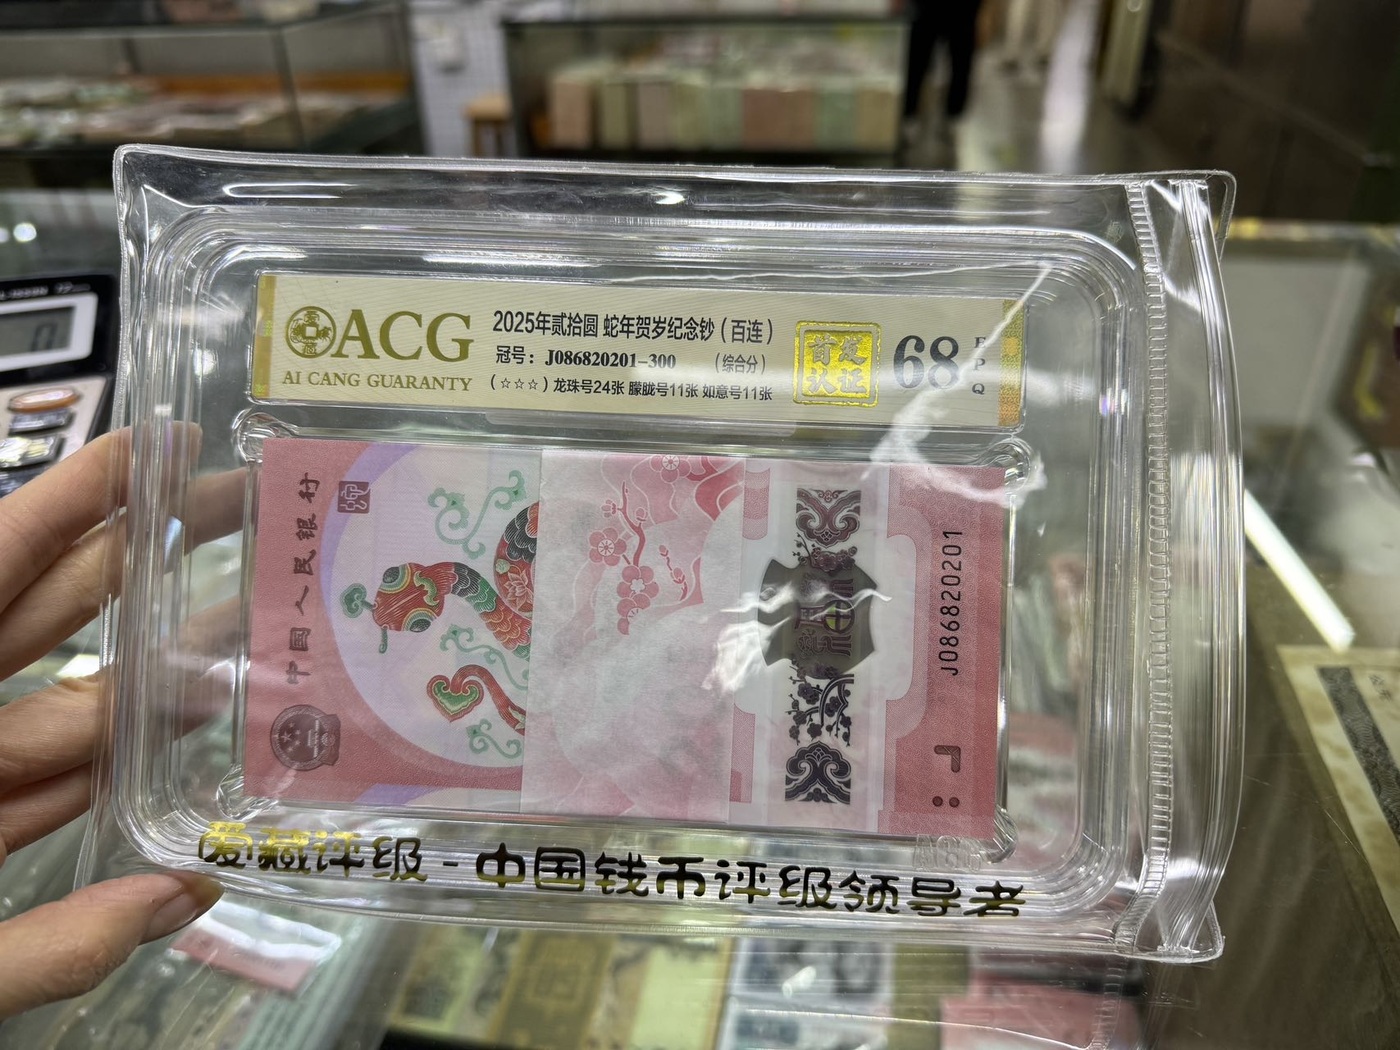 ACG
AI CANG GUARANTY
2025年贰拾圆 蛇年贺岁纪念钞（百连）
冠号：J086820201-300 （综合分）
（☆☆☆）龙珠号24张 朦胧号11张 如意号11张
首发
认证
68
EPQ
中国人民银行
J086820201
爱藏评级-中国钱币评级领导者